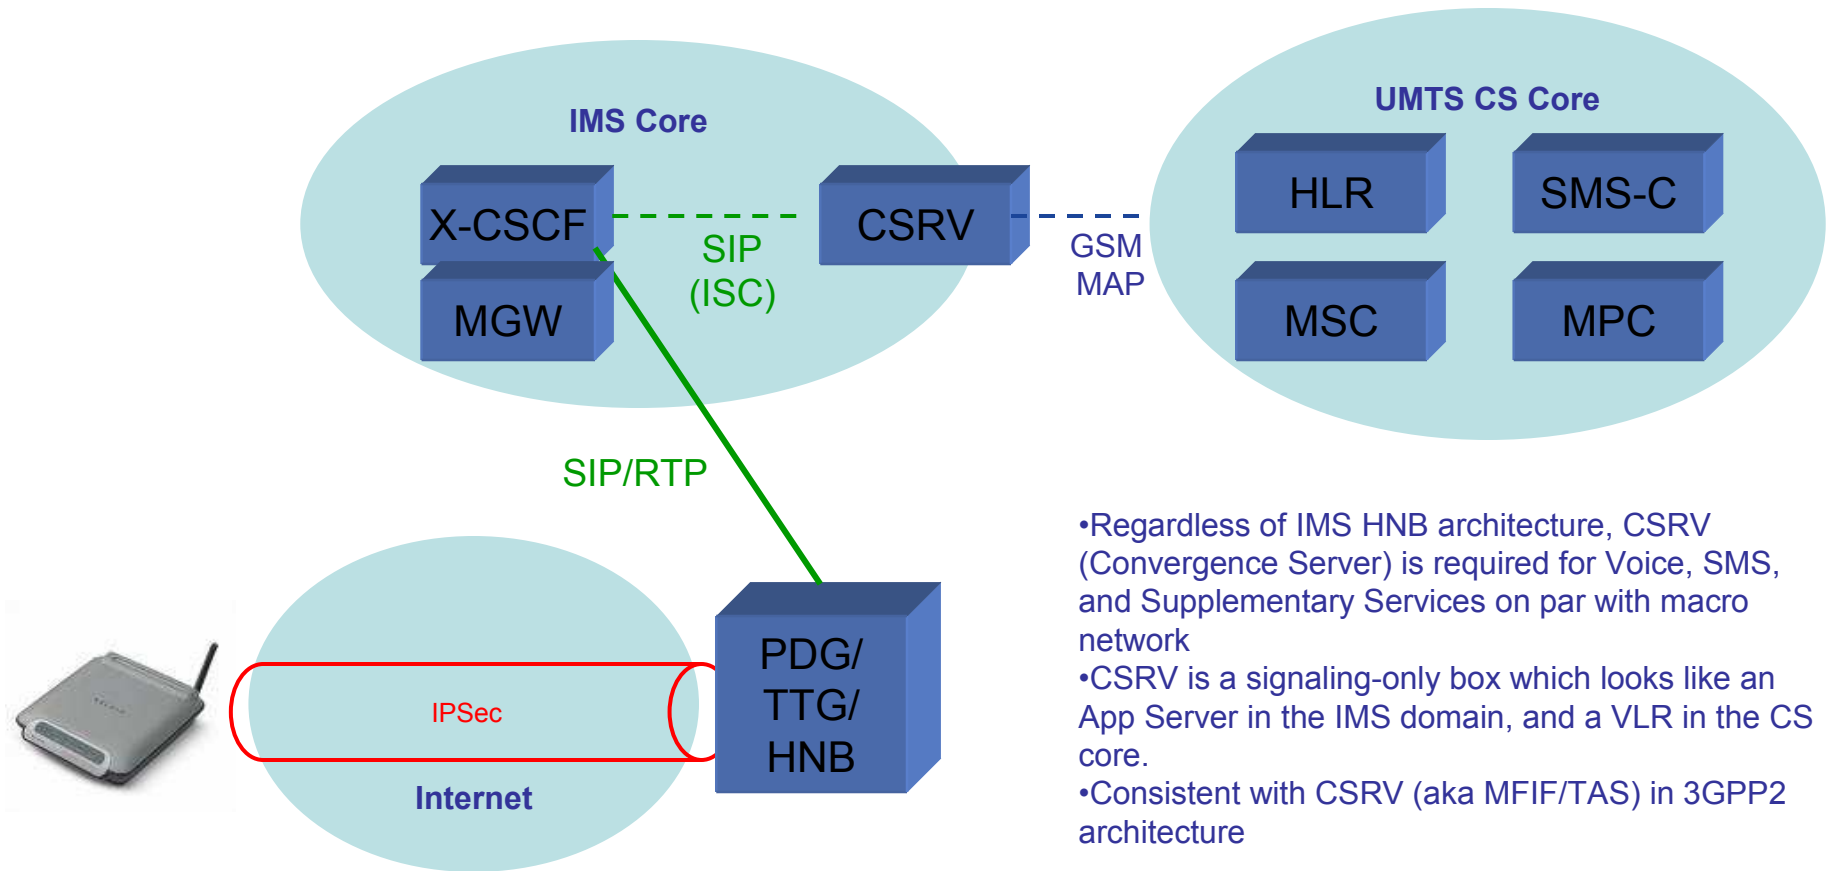 IMS Core
UMTS CS Core
X-CSCF
MGW
SIP
(ISC)
CSRV
GSM
MAP
HLR
SMS-C
MSC
MPC
SIP/RTP
IPSec
Internet
PDG/
TTG/
HNB
•Regardless of IMS HNB architecture, CSRV
(Convergence Server) is required for Voice, SMS,
and Supplementary Services on par with macro
network
•CSRV is a signaling-only box which looks like an
App Server in the IMS domain, and a VLR in the CS
core.
•Consistent with CSRV (aka MFIF/TAS) in 3GPP2
architecture